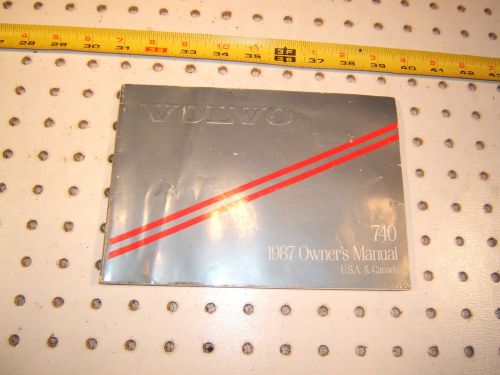 VOLVO
740
1987 Owner's Manual
U.S.A. & Canada